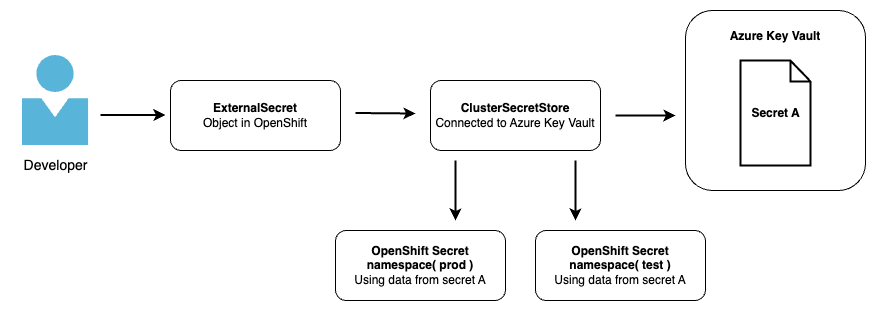 Developer
ExternalSecret
Object in OpenShift
ClusterSecretStore
Connected to Azure Key Vault
Azure Key Vault
Secret A
OpenShift Secret
namespace( prod )
Using data from secret A
OpenShift Secret
namespace( test )
Using data from secret A